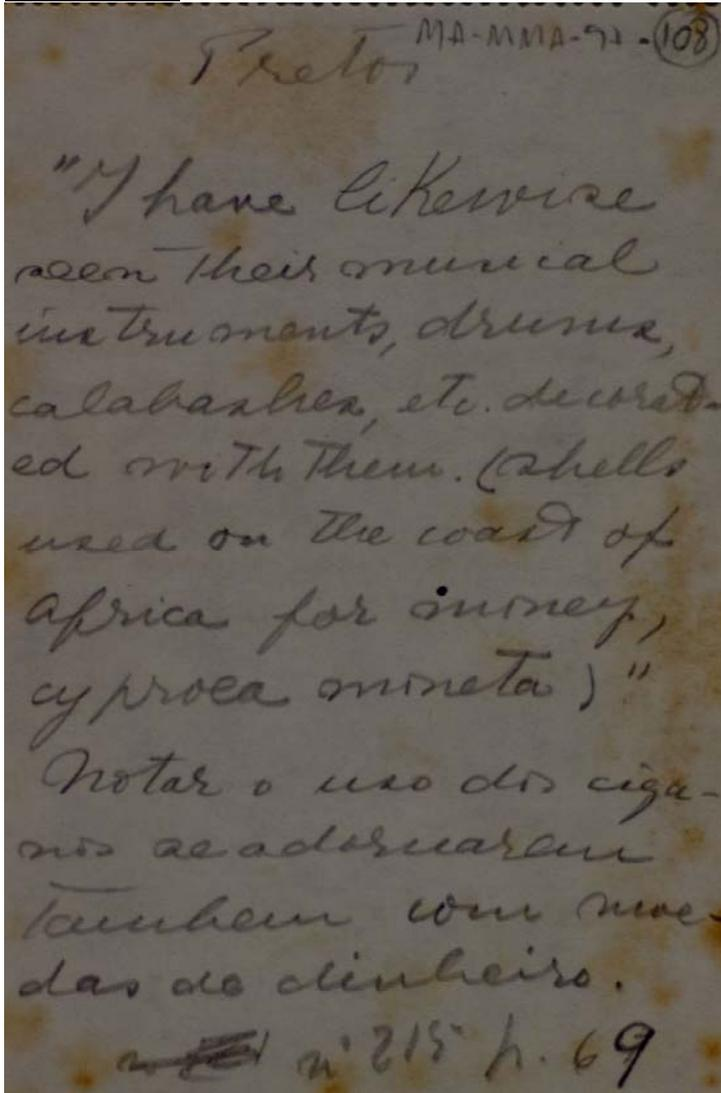 MA-MMA-91-108
Pretos
"I have likewise
seen their musical
instruments, drums,
calabashes, etc. decorat-
ed with them. (shells
used on the coast of
Africa for money,
cyproea moneta)"
Notar o uso dos ciga-
nos se adornarem
tambem com moe-
das de dinheiro.
nº 215 p. 69